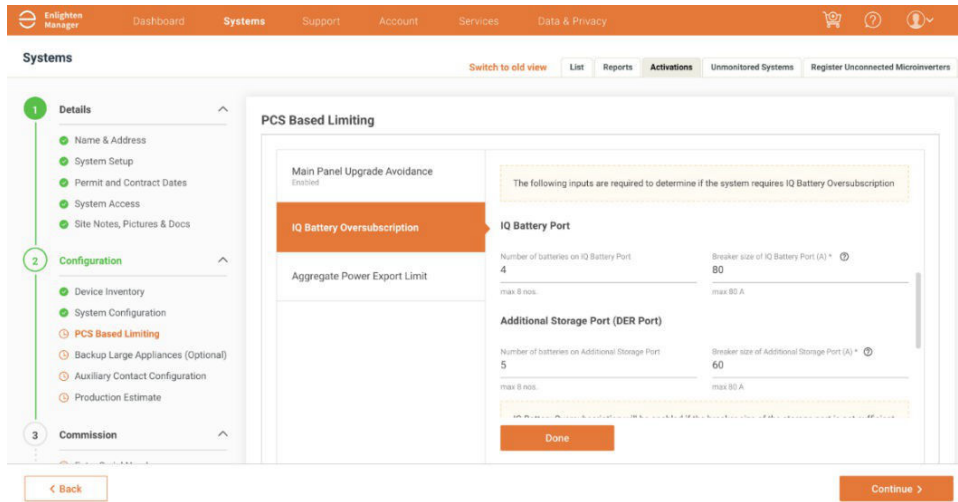 Enlighten
Manager
Dashboard
Systems
Support
Account
Services
Data & Privacy
Systems
Switch to old view
List
Reports
Activations
Unmonitored Systems
Register Unconnected Microinverters
1
Details
Name & Address
System Setup
Permit and Contract Dates
System Access
Site Notes, Pictures & Docs
2
Configuration
Device Inventory
System Configuration
PCS Based Limiting
Backup Large Appliances (Optional)
Auxiliary Contact Configuration
Production Estimate
3
Commission
PCS Based Limiting
Main Panel Upgrade Avoidance
Enabled
IQ Battery Oversubscription
Aggregate Power Export Limit
The following inputs are required to determine if the system requires IQ Battery Oversubscription
IQ Battery Port
Number of batteries on IQ Battery Port
4
max 8 nos.
Breaker size of IQ Battery Port (A) *
80
max 80 A
Additional Storage Port (DER Port)
Number of batteries on Additional Storage Port
5
max 8 nos.
Breaker size of Additional Storage Port (A) *
60
max 80 A
Done
< Back
Continue >